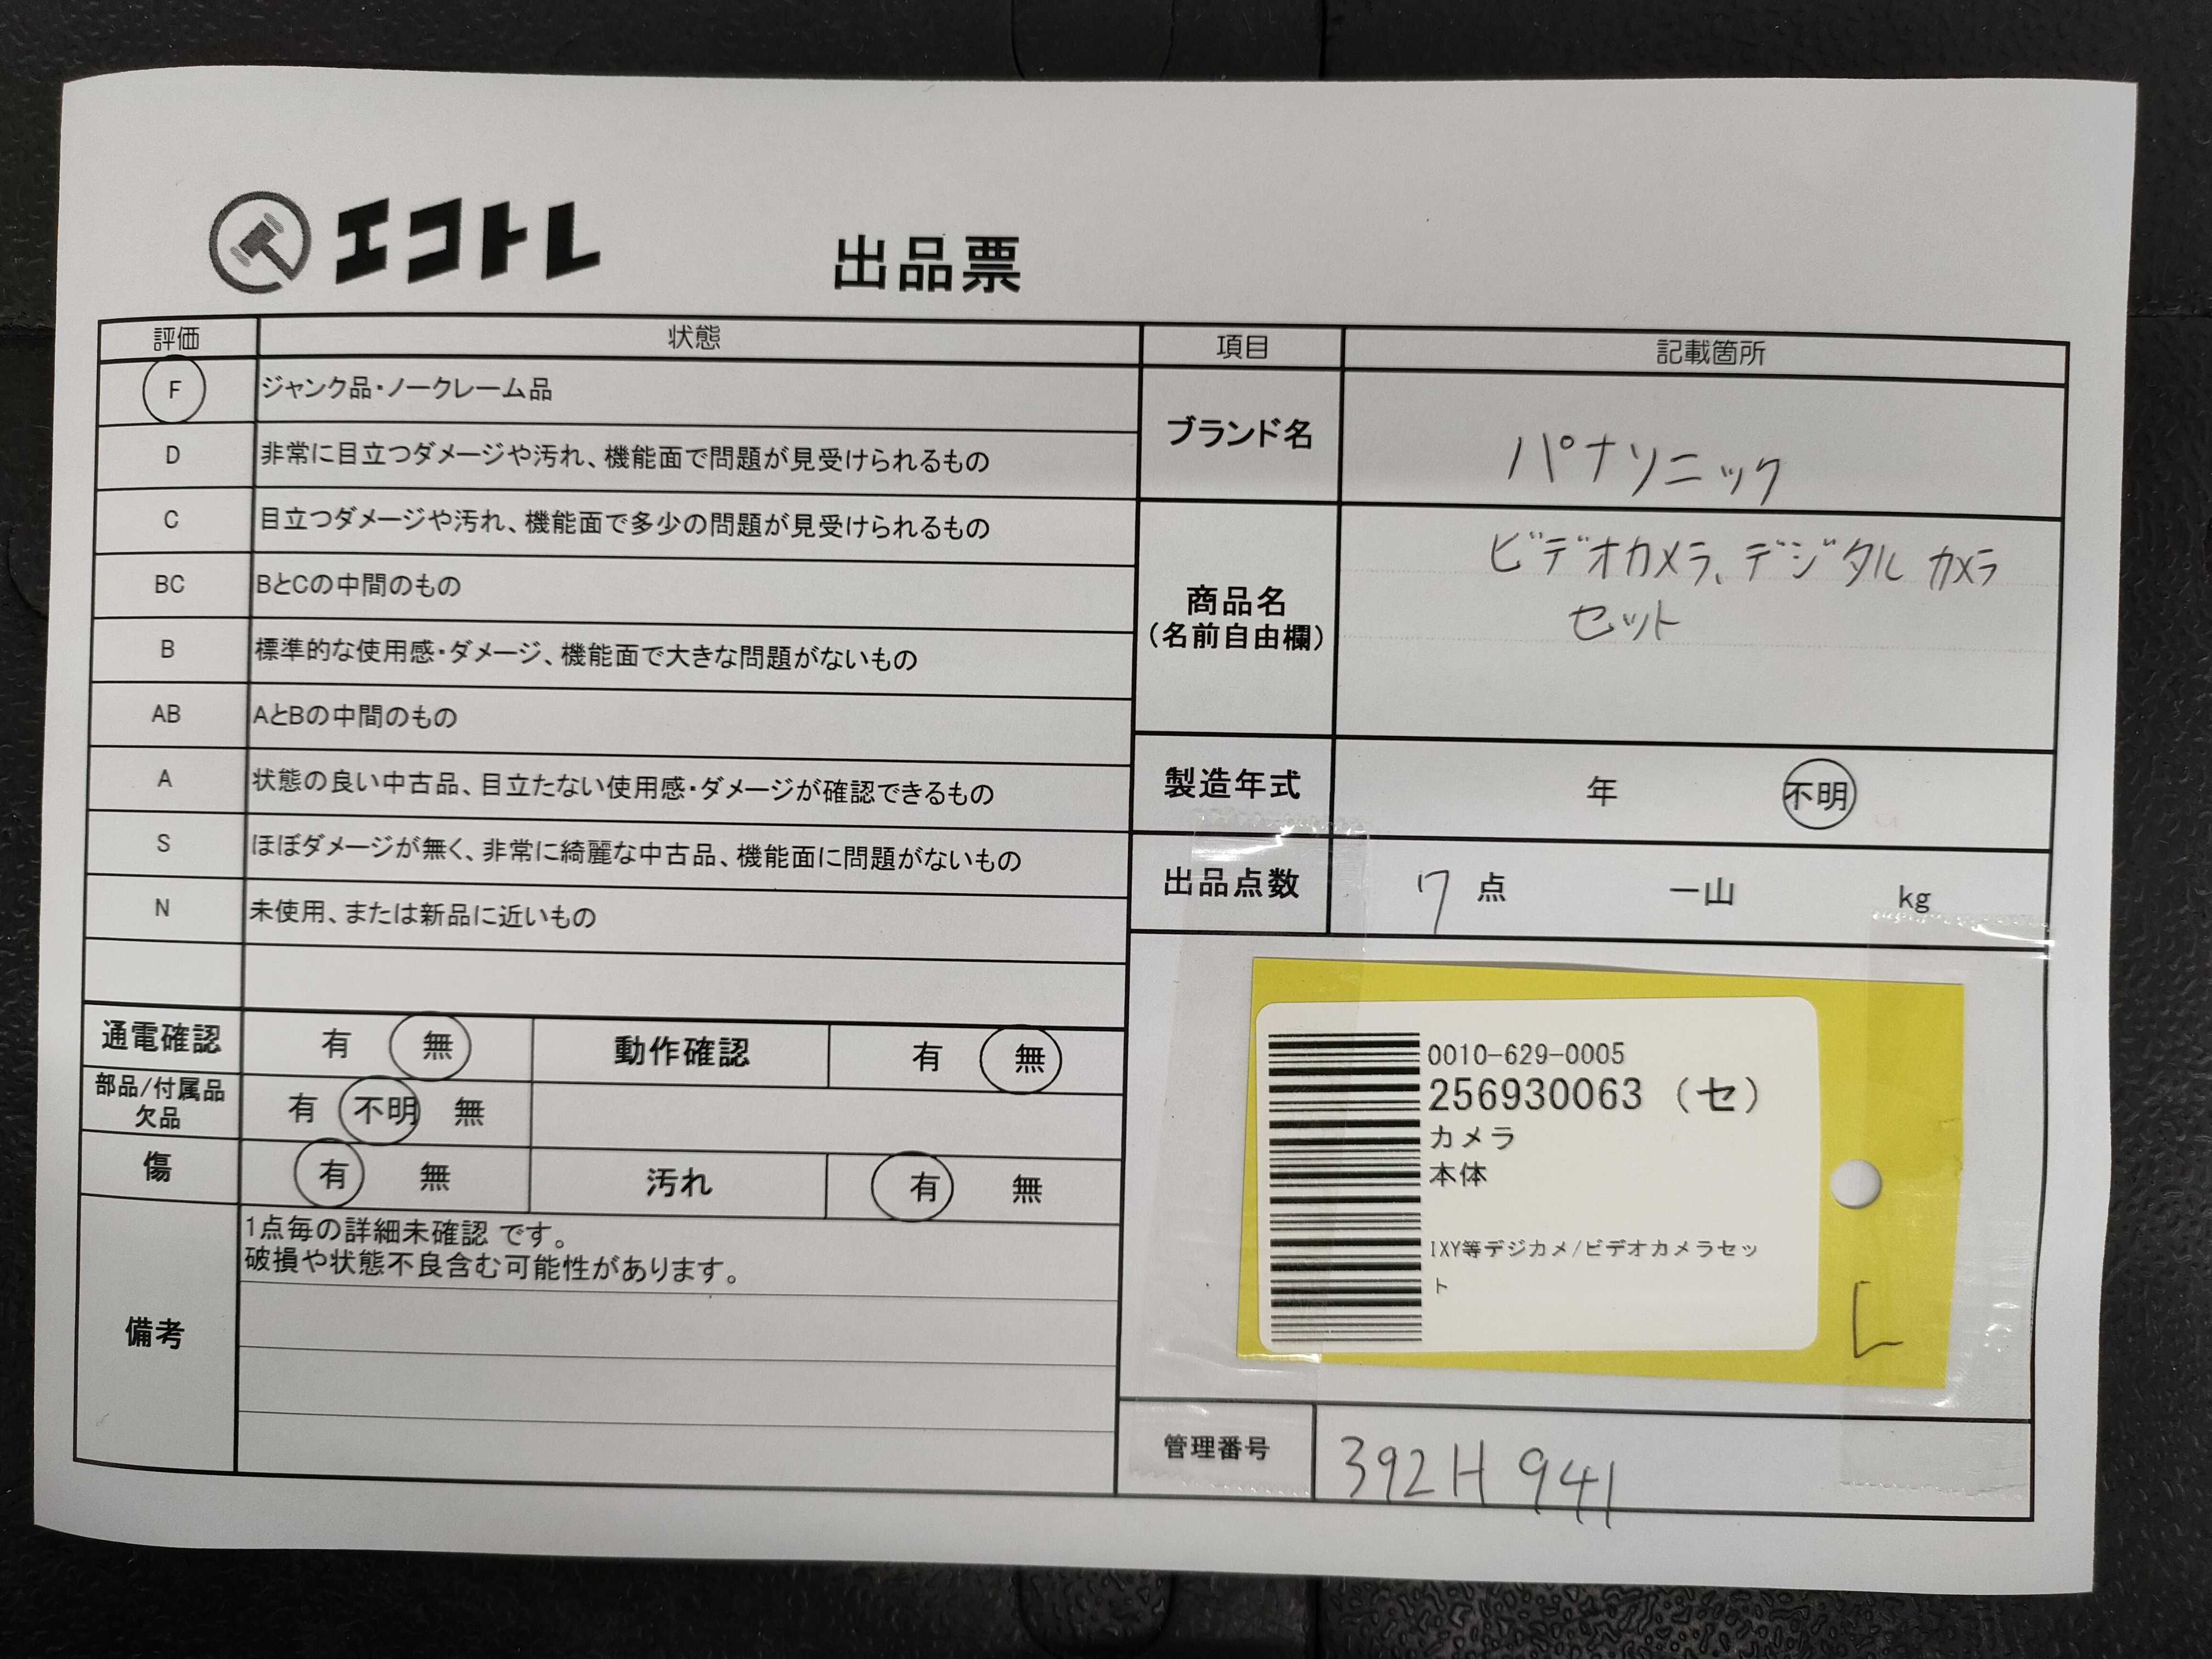 エコトレ
出品票
評価 状態
F ジャンク品・ノークレーム品
D 非常に目立つダメージや汚れ、機能面で問題が見受けられるもの
C 目立つダメージや汚れ、機能面で多少の問題が見受けられるもの
BC BとCの中間のもの
B 標準的な使用感・ダメージ、機能面で大きな問題がないもの
AB AとBの中間のもの
A 状態の良い中古品、目立たない使用感・ダメージが確認できるもの
S ほぼダメージが無く、非常に綺麗な中古品、機能面に問題がないもの
N 未使用、または新品に近いもの
通電確認 有 無 動作確認 有 無
部品/付属品
欠品 有 不明 無
傷 有 無 汚れ 有 無
備考
1点毎の詳細未確認 です。
破損や状態不良含む可能性があります。
項目 記載箇所
ブランド名 パナソニック
商品名
（名前自由欄）
ビデオカメラ、デジタルカメラ
セット
製造年式 年 不明
出品点数 7 点 一山 kg
0010-629-0005
256930063 (セ)
カメラ
本体
IXY等デジカメ/ビデオカメラセッ
ト
L
管理番号 392H 941